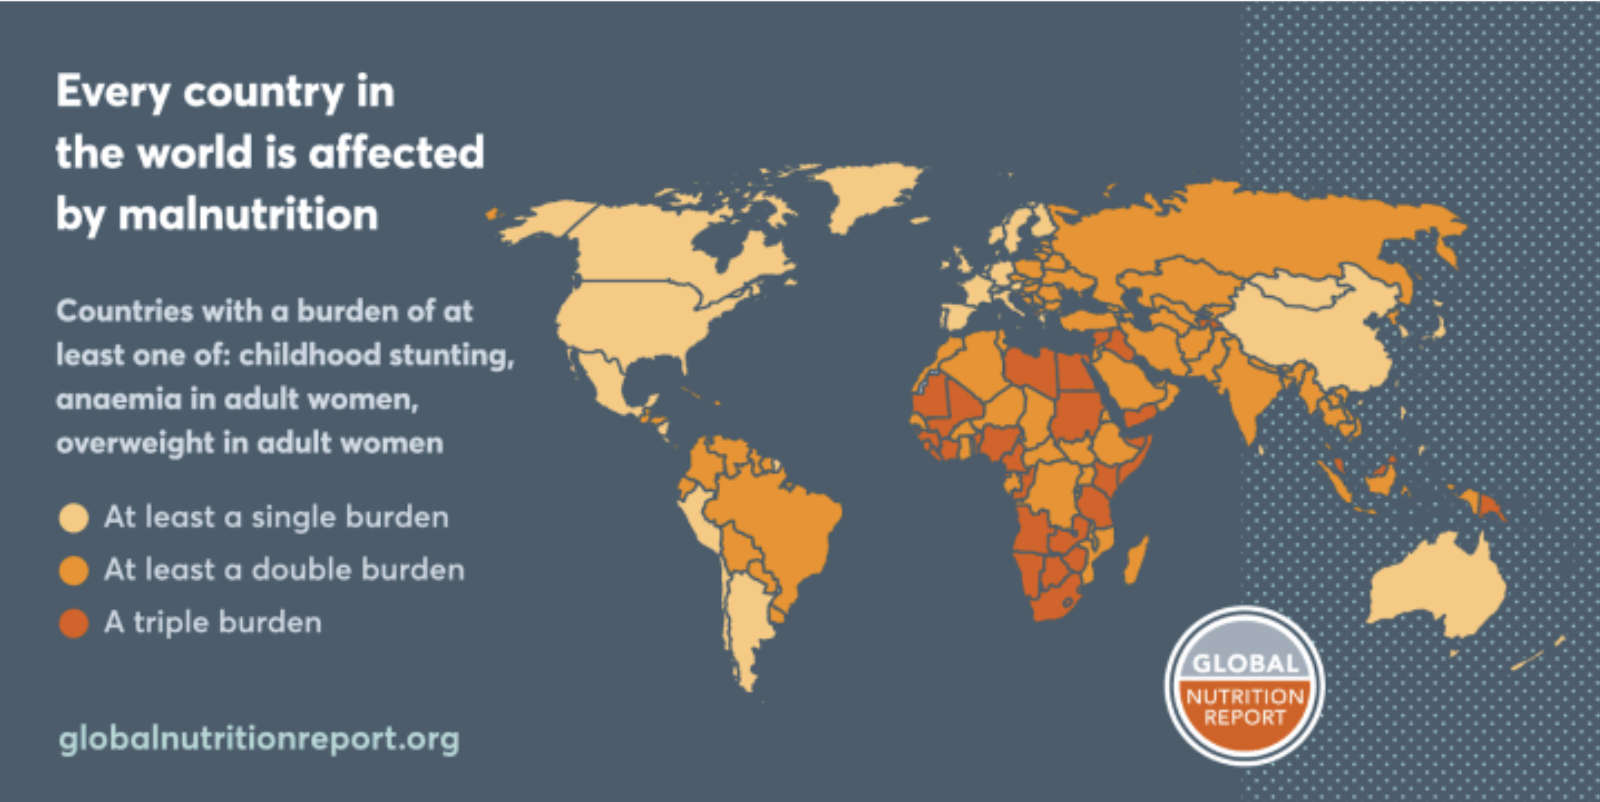 Every country in
the world is affected
by malnutrition
Countries with a burden of at
least one of: childhood stunting,
anaemia in adult women,
overweight in adult women
At least a single burden
At least a double burden
A triple burden
globalnutritionreport.org
GLOBAL
NUTRITION
REPORT